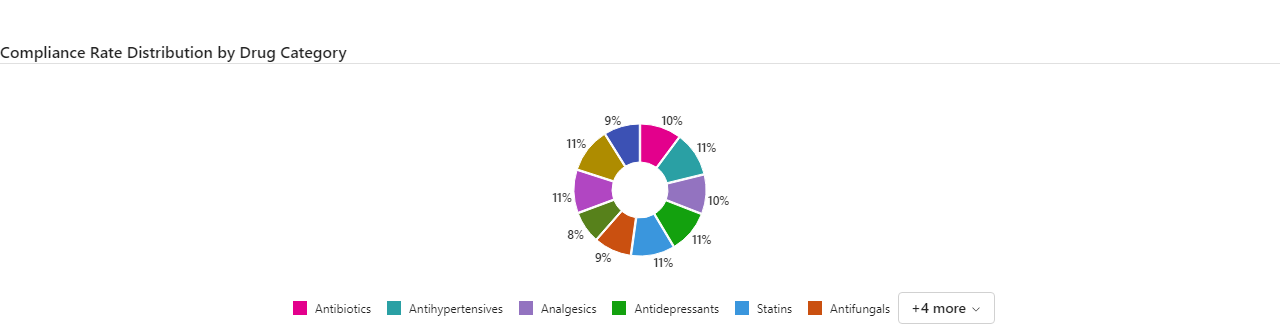 Compliance Rate Distribution by Drug Category
9% 10%
11% 11%
11% 10%
8% 11%
9% 11%
Antibiotics Antihypertensives Analgesics Antidepressants Statins Antifungals +4 more